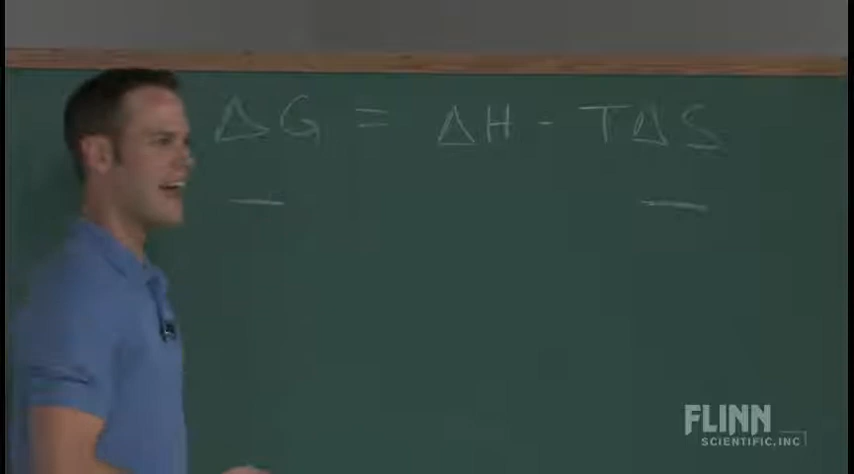 ΔG = ΔH - TΔS
— —
FLINN
SCIENTIFIC, INC